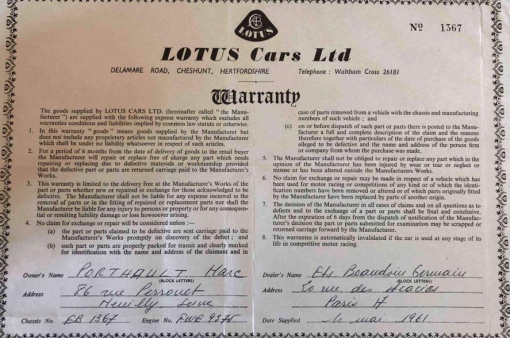 LOTUS
Nº 1367
LOTUS Cars Ltd
DELAMARE ROAD, CHESHUNT, HERTFORDSHIRE Telephone : Waltham Cross 26181
Warranty
The goods supplied by LOTUS CARS LTD. (hereinafter called "the Manu-
facturer") are supplied with the following express warranty which excludes all
warranties conditions and liabilities implied by common law statute or otherwise.
1. In this warranty "goods" means goods supplied by the Manufacturer but
does not include any proprietary articles not manufactured by the Manufacturer
which shall be under no liability whatsoever in respect of such articles.
2. For a period of 6 months from the date of delivery of goods to the retail buyer
the Manufacturer will repair or replace free of charge any part which needs
repairing or replacing due to defective materials or workmanship provided
that the defective part or parts are returned carriage paid to the Manufacturer's
Works.
3. This warranty is limited to the delivery free at the Manufacturer's Works of the
part or parts whether new or repaired in exchange for those acknowledged to be
defective. The Manufacturer shall not be liable for any expense incurred in the
removal of parts or in the fitting of repaired or replacement parts nor shall the
Manufacturer be liable for any injury to persons or property or for any consequen-
tial or resulting liability damage or loss howsoever arising.
4. No claim for exchange or repair will be considered unless :—
(a) the part or parts claimed to be defective are sent carriage paid to the
Manufacturer's Works promptly on discovery of the defect ; and
(b) such part or parts are properly packed for transit and clearly marked
for identification with the name and address of the claimant and in
case of parts removed from a vehicle with the chassis and manufacturing
numbers of such vehicle ; and
(c) on or before dispatch of such part or parts there is posted to the Manu-
facturer a full and complete description of the claim and the reasons
therefore together with particulars of the date of purchase of the goods
alleged to be defective and the name and address of the person firm
or company from whom the purchase was made.
5. The Manufacturer shall not be obliged to repair or replace any part which in the
opinion of the Manufacturer has been injured by wear or tear or neglect or
misuse or has been altered outside the Manufacturers Works.
6. No claim for exchange or repair may be made in respect of a vehicle which has
been used for motor racing or competitions of any kind or of which the identi-
fication numbers have been removed or altered or of which parts originally fitted
by the Manufacturer have been replaced by parts of another origin.
7. The decision of the Manufacturer in all cases of claims and on all questions as to
defects and to the exchange of a part or parts shall be final and conclusive.
After the expiration of 6 days from the dispatch of notification of the Manufac-
turer's decision the part or parts submitted for examination may be scrapped or
returned carriage forward by the Manufacturer.
8. This warranty is automatically invalidated if the car is used at any stage of its
life in competitive motor racing.
Owner's Name PORTHAULT Marc
(BLOCK LETTERS)
Address 86 rue Perronet
Neuilly Seine
Chassis No. EB 1367 Engine No. FWE
Dealer's Name Ets Beaudoin Germain
(BLOCK LETTERS)
Address rue des Acacias
Paris 17
Date Supplied 10 mai 1961